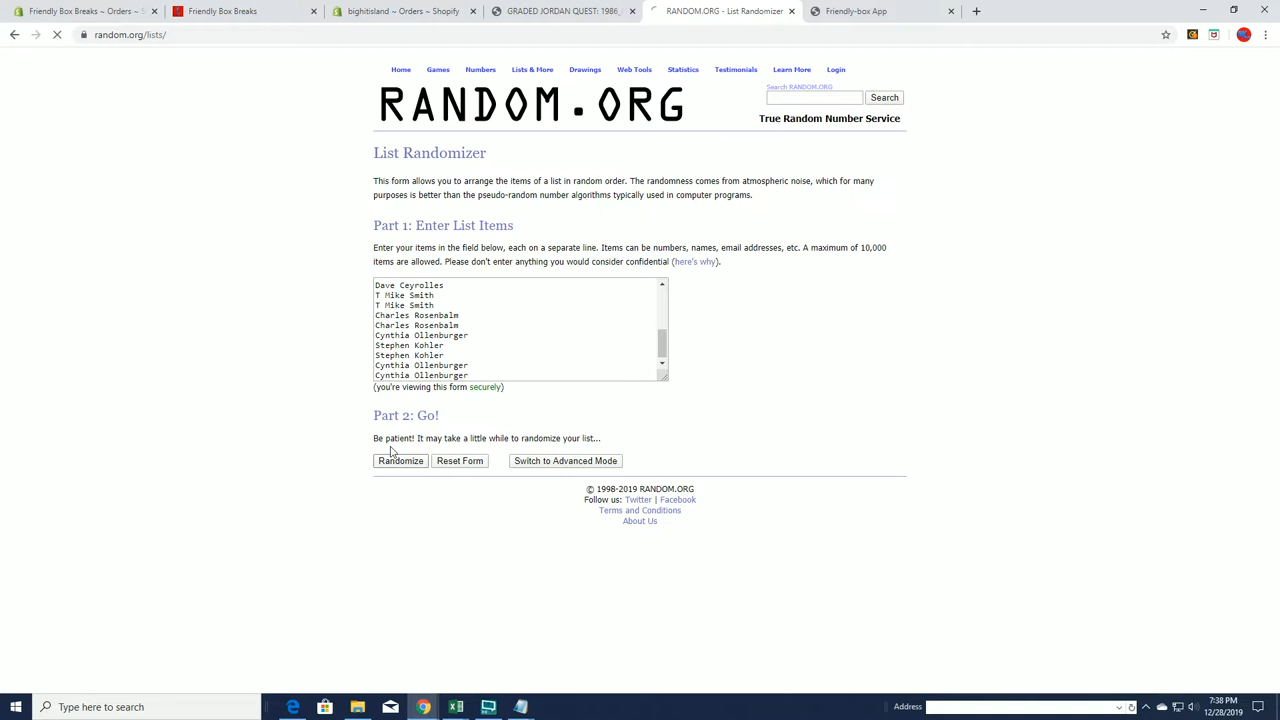 Friendly Box Breaks ~ Orders ~ S
Friendly Box Breaks
bighitisland ~ Orders ~ Shopify
GRADED JORDAN QUEST: 1986_
RANDOM.ORG - List Randomizer
Friendly-box App
random.org/lists/
Home Games Numbers Lists & More Drawings Web Tools Statistics Testimonials Learn More Login
Search RANDOM.ORG
RANDOM.ORG
Search
True Random Number Service
List Randomizer
This form allows you to arrange the items of a list in random order. The randomness comes from atmospheric noise, which for many
purposes is better than the pseudo-random number algorithms typically used in computer programs.
Part 1: Enter List Items
Enter your items in the field below, each on a separate line. Items can be numbers, names, email addresses, etc. A maximum of 10,000
items are allowed. Please don't enter anything you would consider confidential (here's why).
Dave Ceyrolles
T Mike Smith
T Mike Smith
Charles Rosenbalm
Charles Rosenbalm
Cynthia Ollenburger
Stephen Kohler
Stephen Kohler
Cynthia Ollenburger
Cynthia Ollenburger
(you're viewing this form securely)
Part 2: Go!
Be patient! It may take a little while to randomize your list...
Randomize Reset Form Switch to Advanced Mode
© 1998-2019 RANDOM.ORG
Follow us: Twitter | Facebook
Terms and Conditions
About Us
Type here to search
Address
7:38 PM
12/28/2019